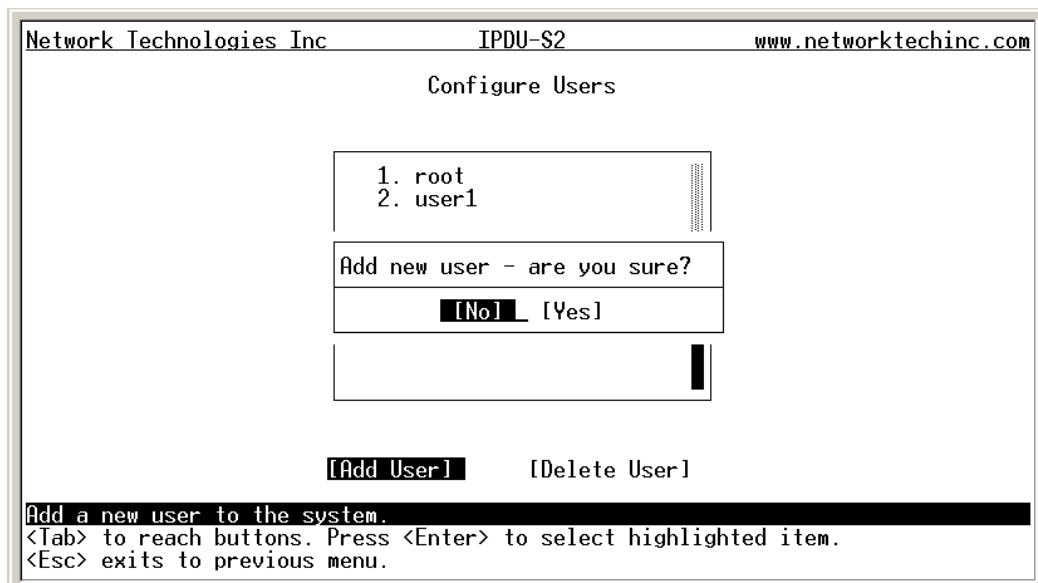 Network Technologies Inc IPDU-S2 www.networktechinc.com
Configure Users
1. root
2. user1
Add new user - are you sure?
[No] [Yes]
[Add User] [Delete User]
Add a new user to the system.
<Tab> to reach buttons. Press <Enter> to select highlighted item.
<Esc> exits to previous menu.